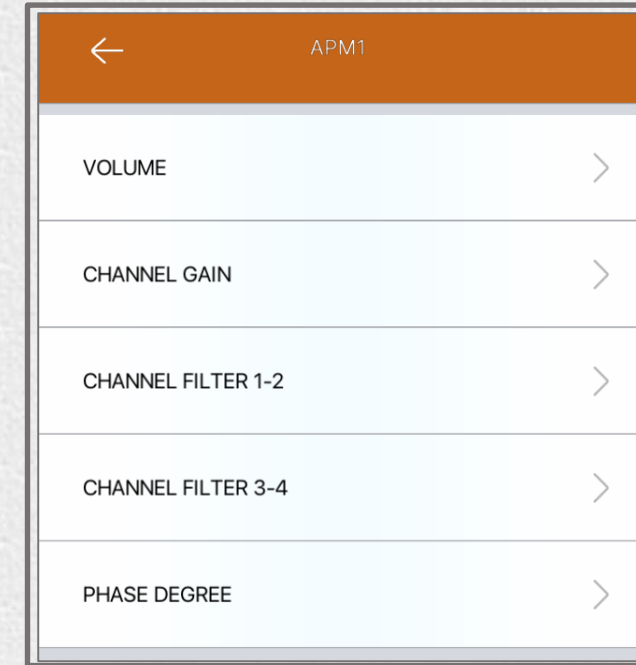 APM1
VOLUME
CHANNEL GAIN
CHANNEL FILTER 1-2
CHANNEL FILTER 3-4
PHASE DEGREE